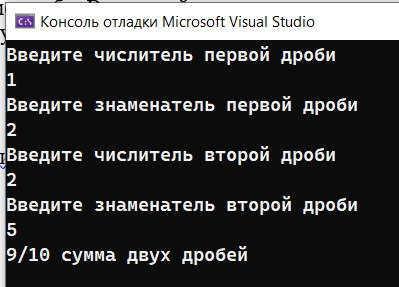 Консоль отладки Microsoft Visual Studio
Введите числитель первой дроби
1
Введите знаменатель первой дроби
2
Введите числитель второй дроби
2
Введите знаменатель второй дроби
5
9/10 сумма двух дробей